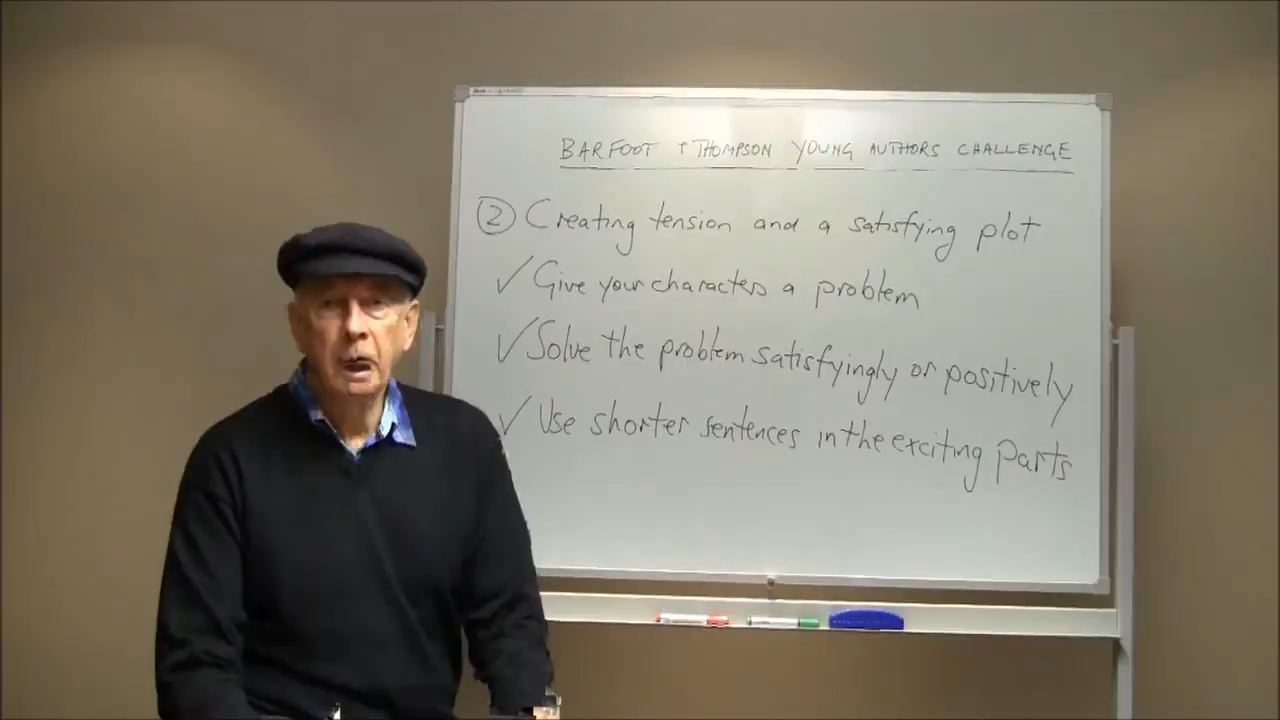 BARFOOT & THOMPSON YOUNG AUTHORS CHALLENGE
② Creating tension and a satisfying plot
✓ Give your characters a problem
✓ Solve the problem satisfyingly or positively
✓ Use shorter sentences in the exciting parts